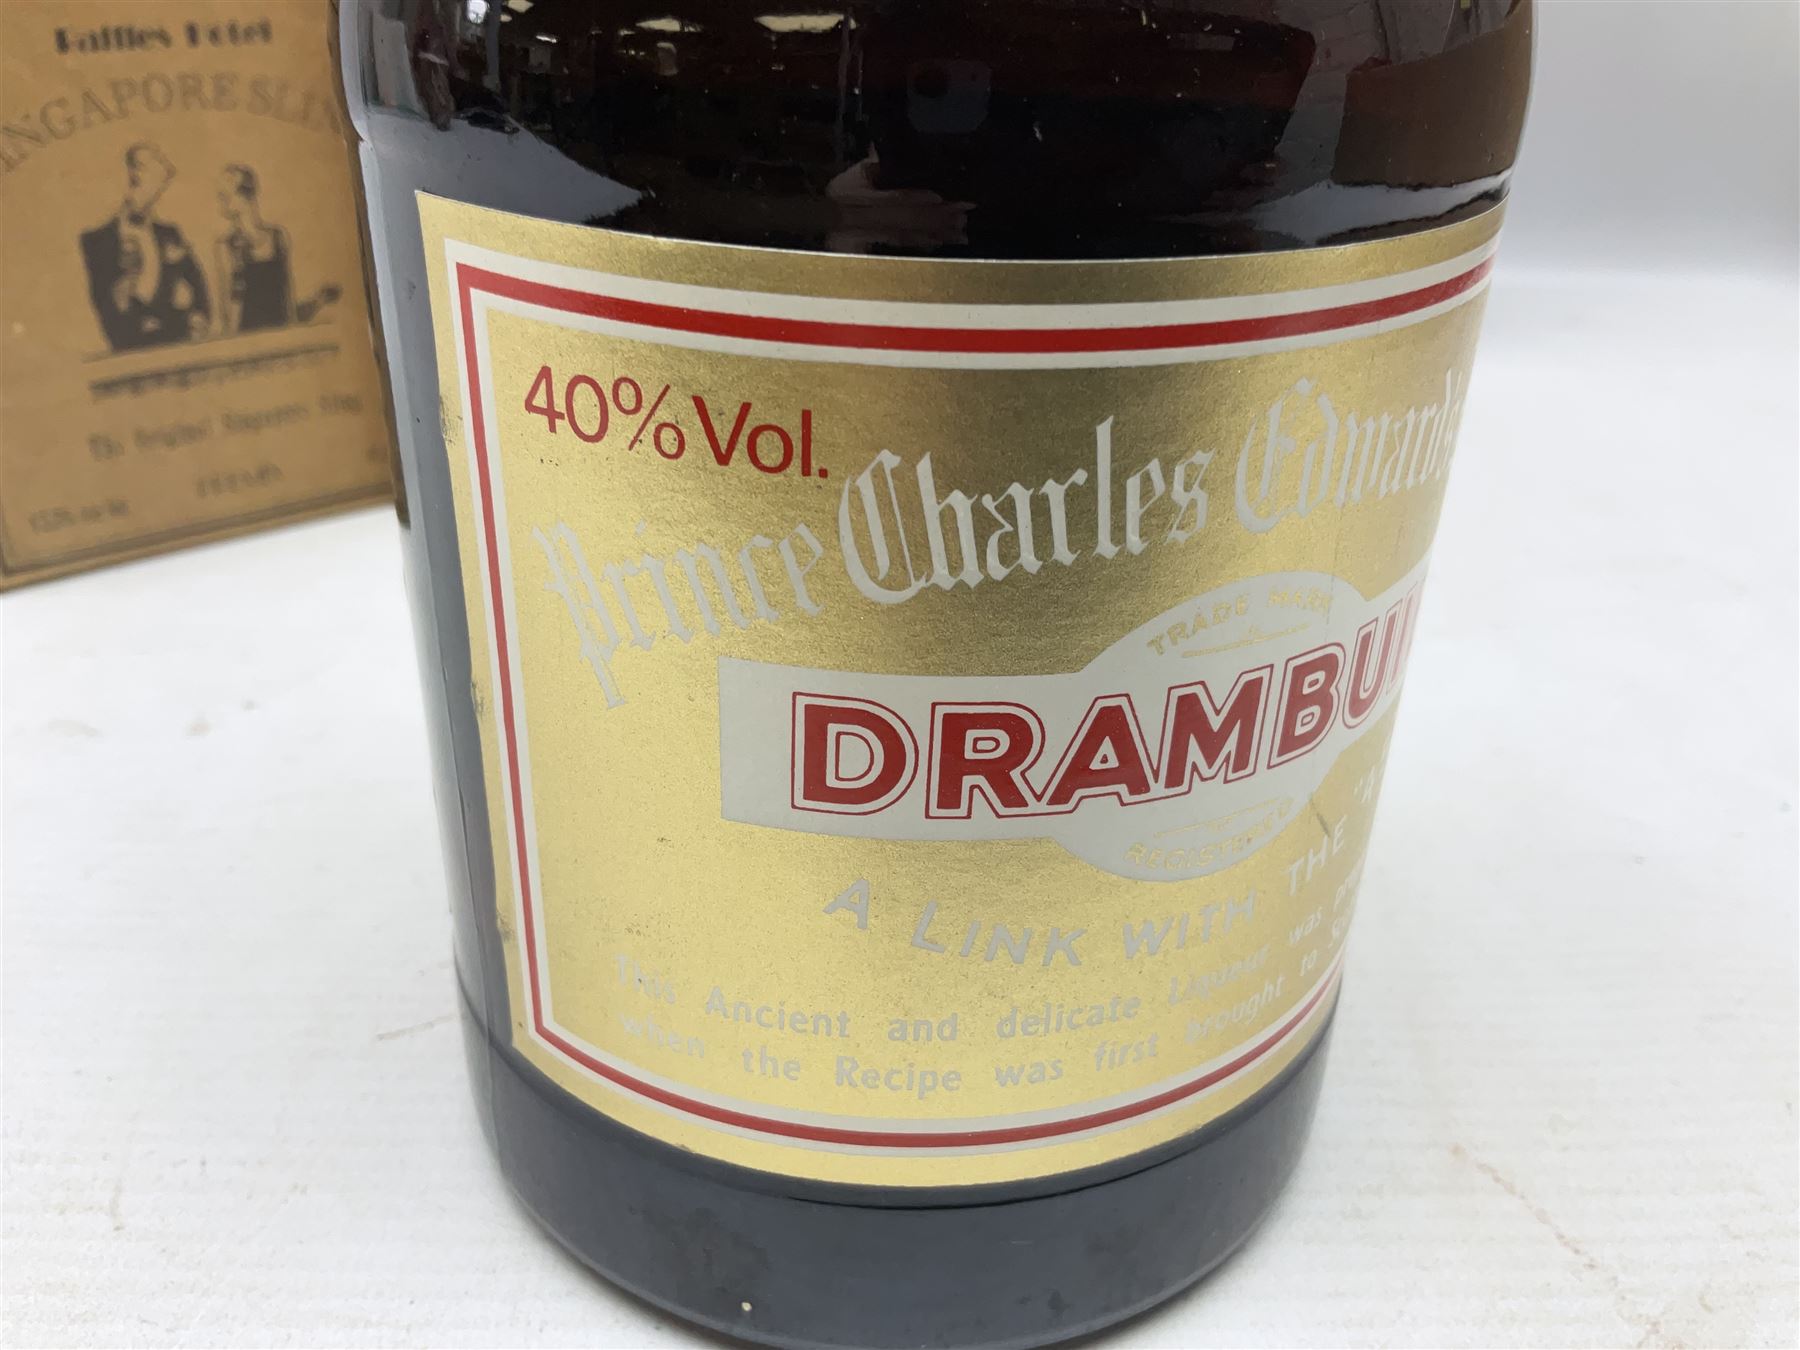 Raffles Hotel
INGAPORE SLIN
40% Vol.
Prince Charles Edward's
TRADE MARK
DRAMBUI
REGISTERED
"A
A LINK WITH THE
This Ancient and delicate Liqueur was
when the Recipe was first brought to